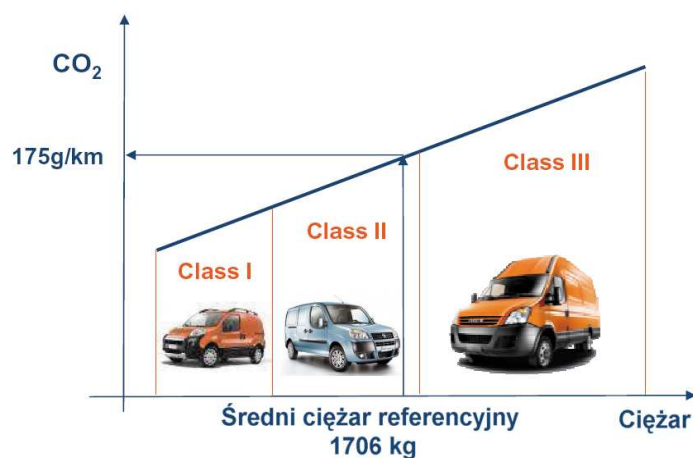 CO₂
175g/km
Class III
Class II
Class I
Średni ciężar referencyjny
1706 kg
Ciężar